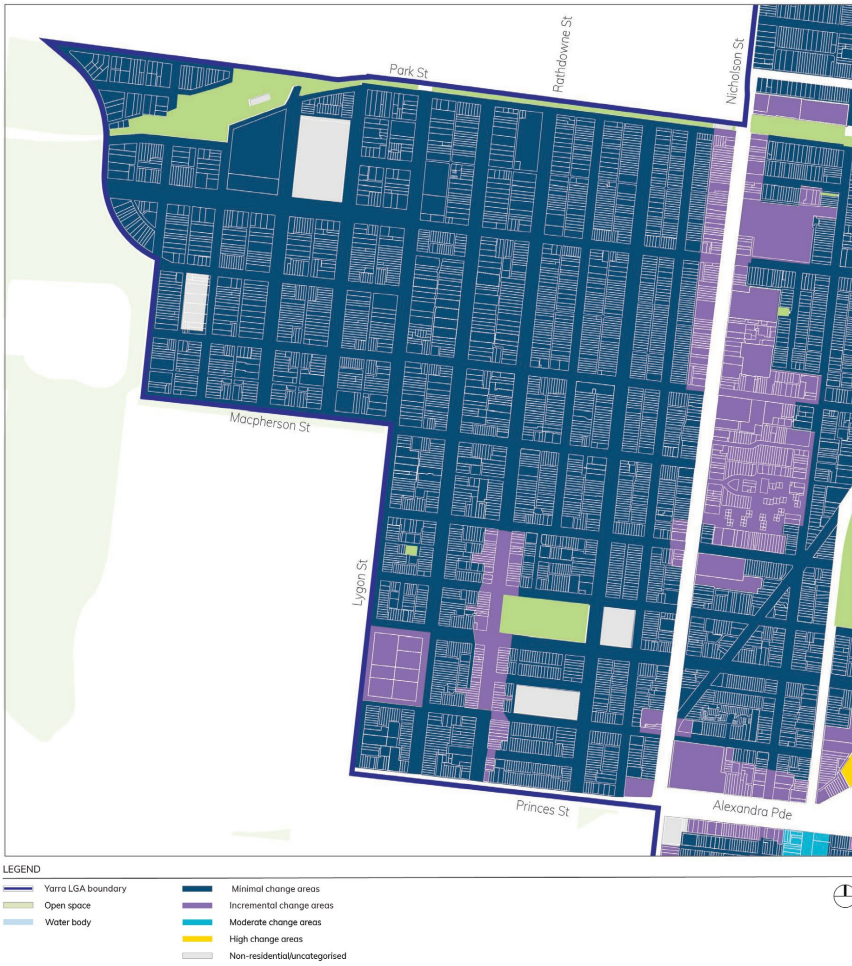 Park St
Rathdowne St
Nicholson St
Macpherson St
Lygon St
Princes St
Alexandra Pde
LEGEND
Yarra LGA boundary
Open space
Water body
Minimal change areas
Incremental change areas
Moderate change areas
High change areas
Non-residential/uncategorised